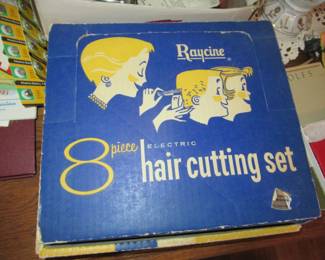 Raycine
8 piece ELECTRIC
hair cutting set